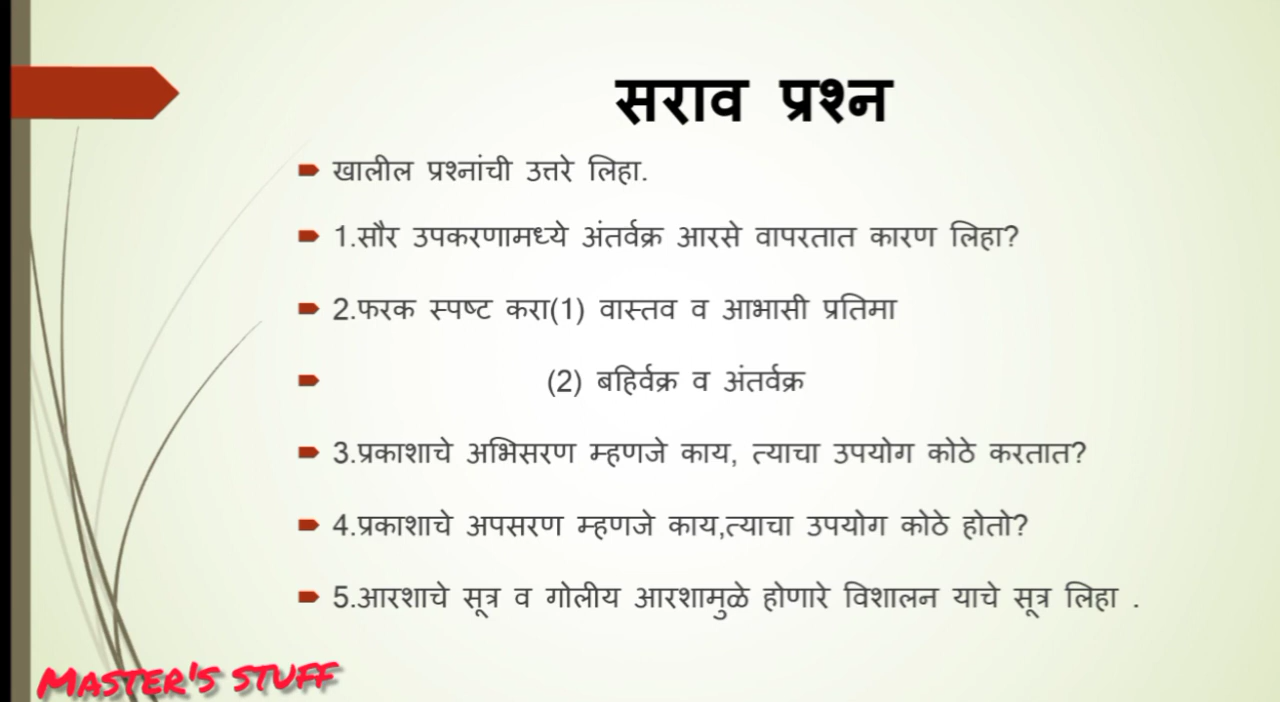 सराव प्रश्न
खालील प्रश्नांची उत्तरे लिहा.
1.सौर उपकरणामध्ये अंतर्वक्र आरसे वापरतात कारण लिहा?
2.फरक स्पष्ट करा(1) वास्तव व आभासी प्रतिमा
(2) बहिर्वक्र व अंतर्वक्र
3.प्रकाशाचे अभिसरण म्हणजे काय, त्याचा उपयोग कोठे करतात?
4.प्रकाशाचे अपसरण म्हणजे काय,त्याचा उपयोग कोठे होतो?
5.आरशाचे सूत्र व गोलीय आरशामुळे होणारे विशालन याचे सूत्र लिहा .
MASTER'S STUFF